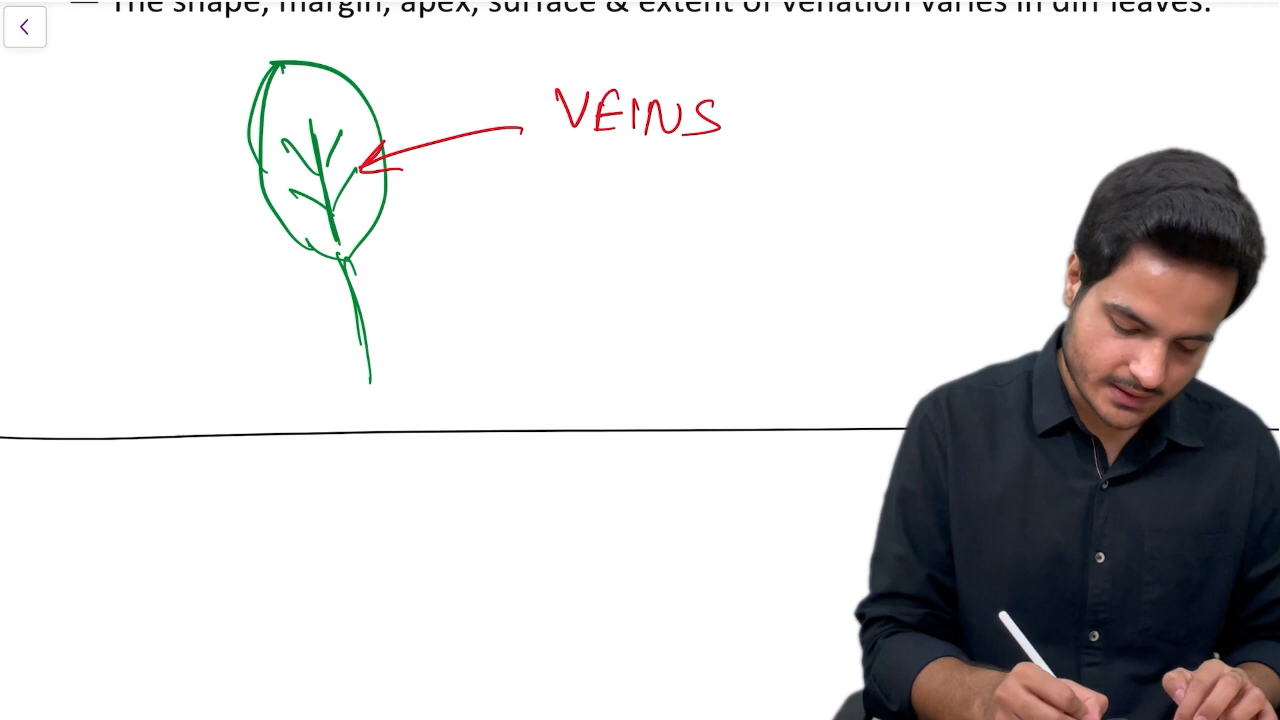 — The shape, margin, apex, surface & extent of venation varies in diff leaves.
VEINS